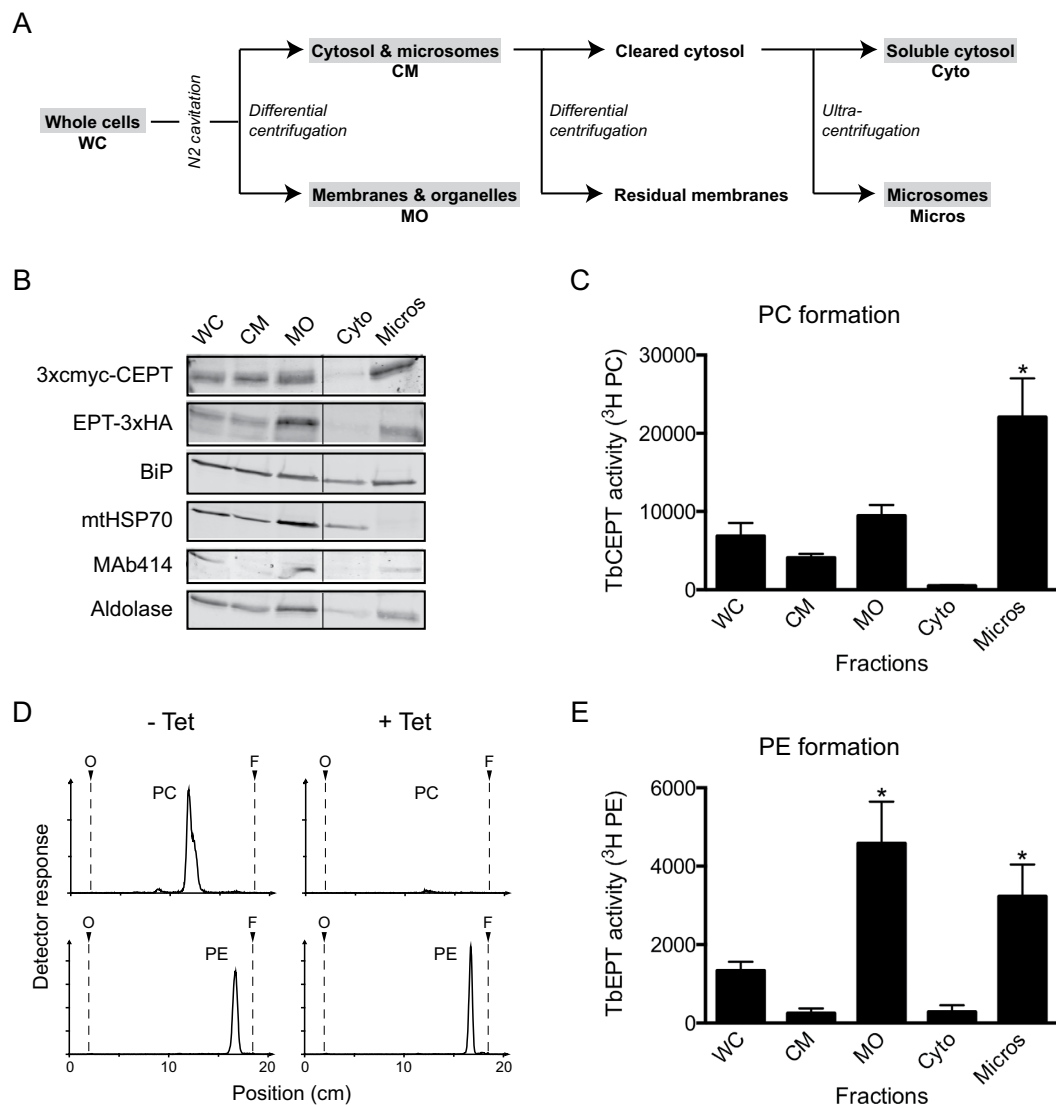 A
Whole cells
WC
N2 cavitation
Differential
centrifugation
Cytosol & microsomes
CM
Membranes & organelles
MO
Differential
centrifugation
Cleared cytosol
Residual membranes
Ultra-
centrifugation
Soluble cytosol
Cyto
Microsomes
Micros
B
WC CM MO Cyto Micros
3xcmyc-CEPT
EPT-3xHA
BiP
mtHSP70
MAb414
Aldolase
C
PC formation
TbCEPT activity (³H PC)
30000
20000
10000
0
*
WC CM MO Cyto Micros
Fractions
D
- Tet + Tet
Detector response
O F O F
PC PC
O F O F
PE PE
0 10 20 0 10 20
Position (cm)
E
PE formation
TbEPT activity (³H PE)
6000
4000
2000
0
* *
WC CM MO Cyto Micros
Fractions